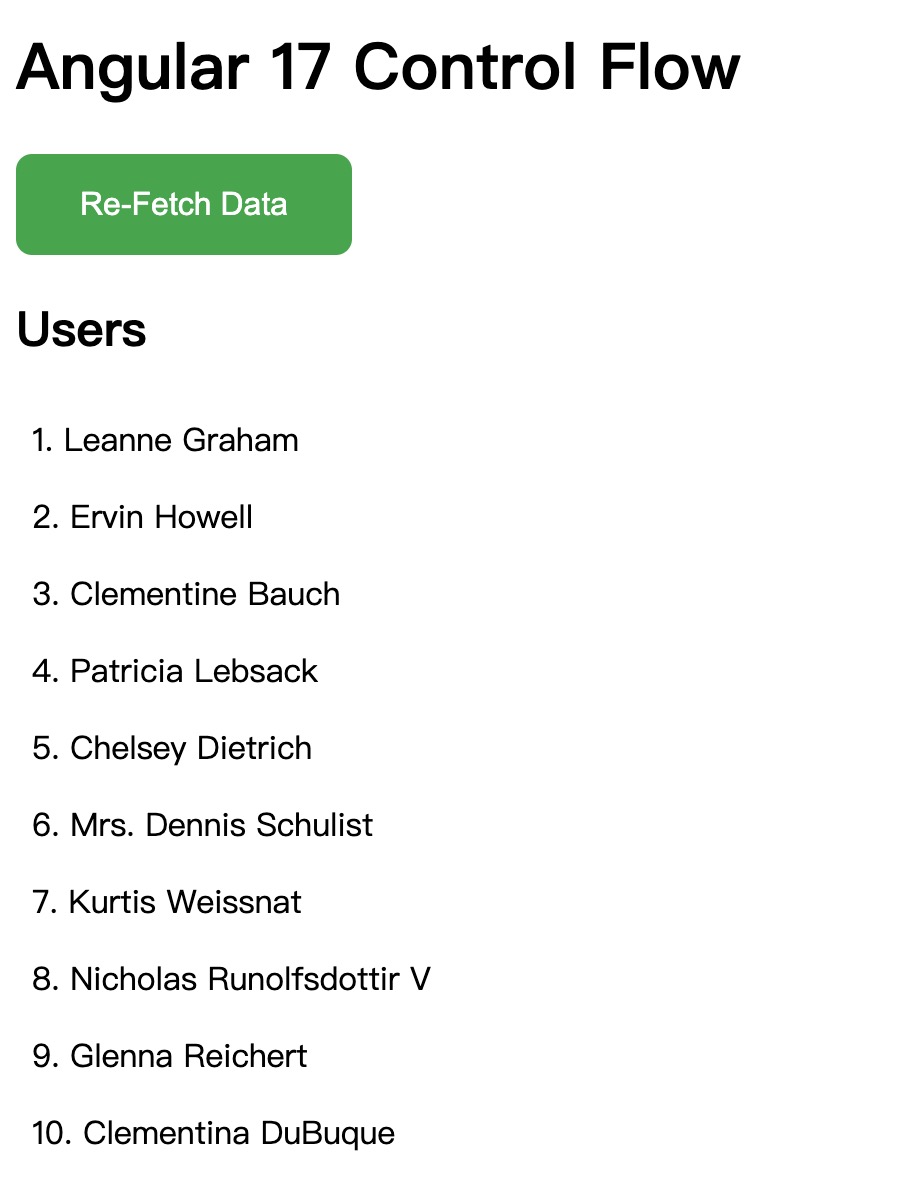 Angular 17 Control Flow
Re-Fetch Data
Users
1. Leanne Graham
2. Ervin Howell
3. Clementine Bauch
4. Patricia Lebsack
5. Chelsey Dietrich
6. Mrs. Dennis Schulist
7. Kurtis Weissnat
8. Nicholas Runolfsdottir V
9. Glenna Reichert
10. Clementina DuBuque